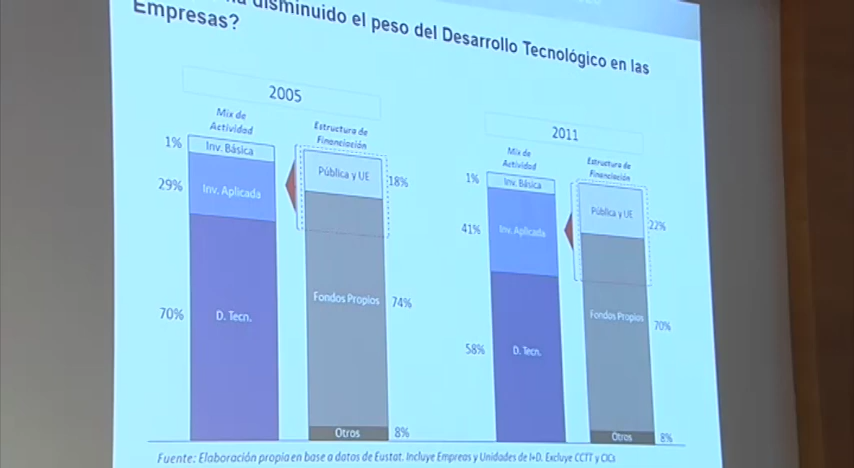 disminuido el peso del Desarrollo Tecnológico en las
Empresas?
2005
Mix de
Actividad
Estructura de
Financiación
1%
Inv. Básica
29%
Inv. Aplicada
70%
D. Tecn.
Pública y UE
18%
Fondos Propios
74%
Otros
8%
2011
Mix de
Actividad
Estructura de
Financiación
1%
Inv. Básica
41%
Inv. Aplicada
58%
D. Tecn.
Pública y UE
22%
Fondos Propios
70%
Otros
8%
Fuente: Elaboración propia en base a datos de Eustat. Incluye Empreas y Unidades de I+D. Excluye CCTT y CICs